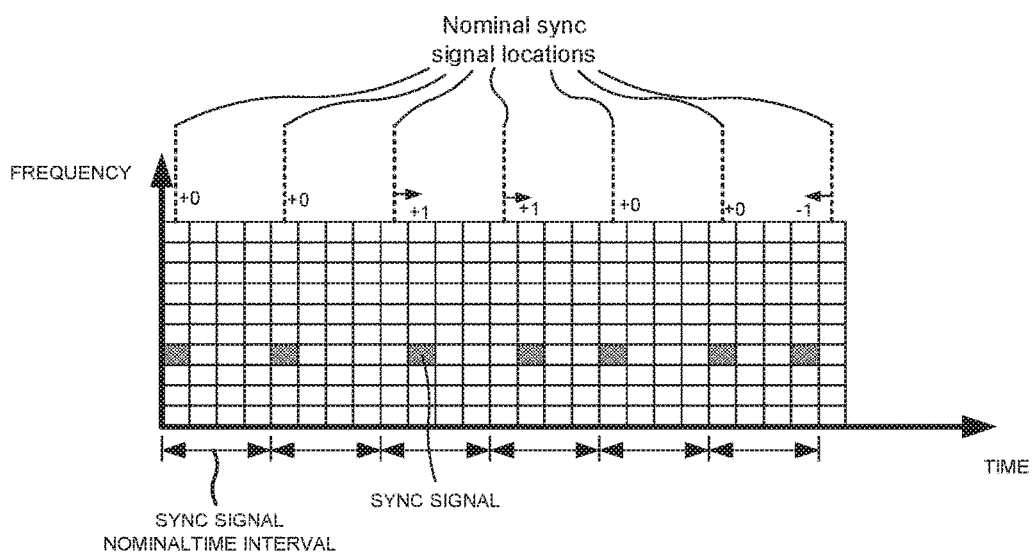 Nominal sync
signal locations
FREQUENCY
+0
+0
+1
+1
+0
+0
-1
TIME
SYNC SIGNAL
SYNC SIGNAL
NOMINALTIME INTERVAL